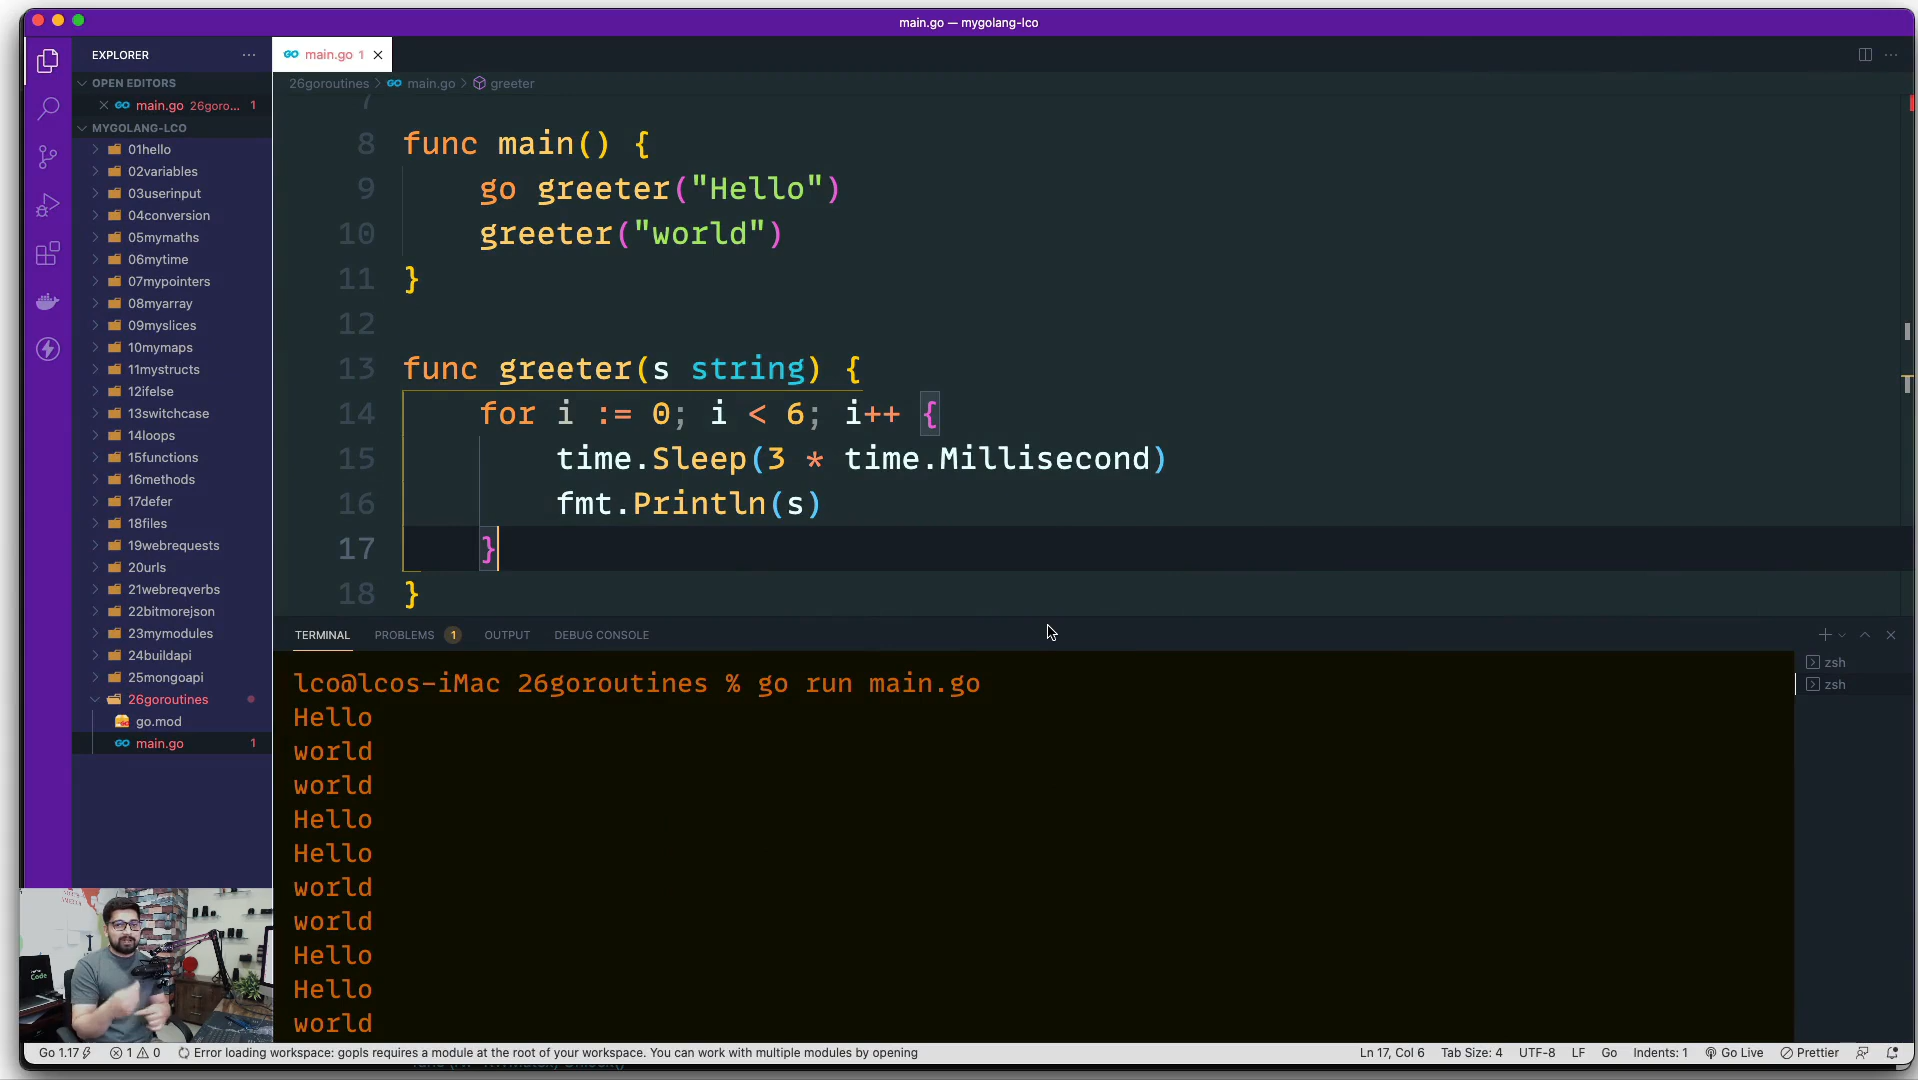 main.go — mygolang-lco
EXPLORER
main.go 1
OPEN EDITORS
26goroutines > main.go > greeter
main.go 26goro... 1
MYGOLANG-LCO
01hello
02variables
03userinput
04conversion
05mymaths
06mytime
07mypointers
08myarray
09myslices
10mymaps
11mystructs
12ifelse
13switchcase
14loops
15functions
16methods
17defer
18files
19webrequests
20urls
21webreqverbs
22bitmorejson
23mymodules
24buildapi
25mongoapi
26goroutines
go.mod
main.go 1
7
8 func main() {
9 go greeter("Hello")
10 greeter("world")
11 }
12
13 func greeter(s string) {
14 for i := 0; i < 6; i++ {
15 time.Sleep(3 * time.Millisecond)
16 fmt.Println(s)
17 }
18 }
TERMINAL PROBLEMS 1 OUTPUT DEBUG CONSOLE
zsh
zsh
lco@lcos-iMac 26goroutines % go run main.go
Hello
world
world
Hello
Hello
world
world
Hello
Hello
world
Go 1.17 1 0 Error loading workspace: gopls requires a module at the root of your workspace. You can work with multiple modules by opening
Ln 17, Col 6 Tab Size: 4 UTF-8 LF Go Indents: 1 Go Live Prettier